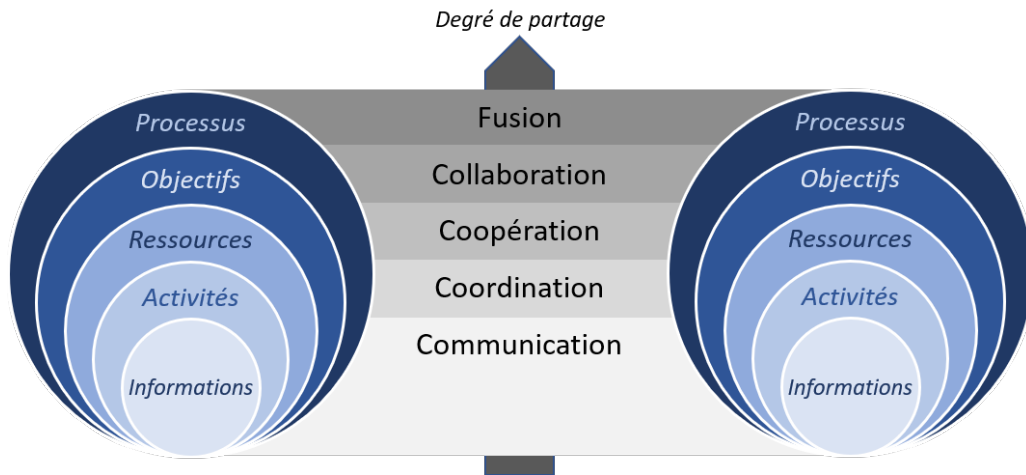 Degré de partage
Processus
Fusion
Processus
Objectifs
Collaboration
Objectifs
Ressources
Coopération
Ressources
Activités
Coordination
Activités
Communication
Informations
Informations